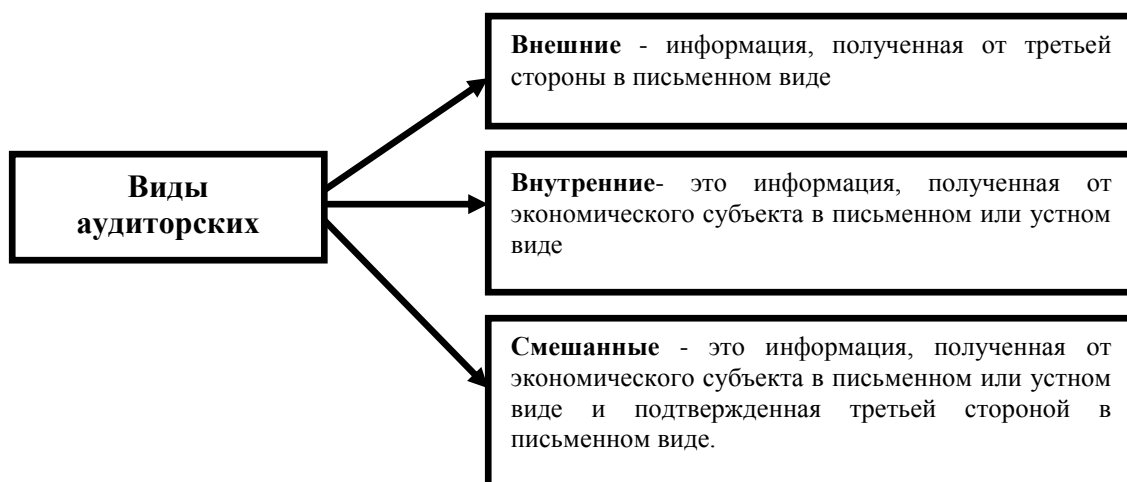 Внешние - информация, полученная от третьей
стороны в письменном виде
Виды
аудиторских
Внутренние- это информация, полученная от
экономического субъекта в письменном или устном
виде
Смешанные - это информация, полученная от
экономического субъекта в письменном или устном
виде и подтвержденная третьей стороной в
письменном виде.